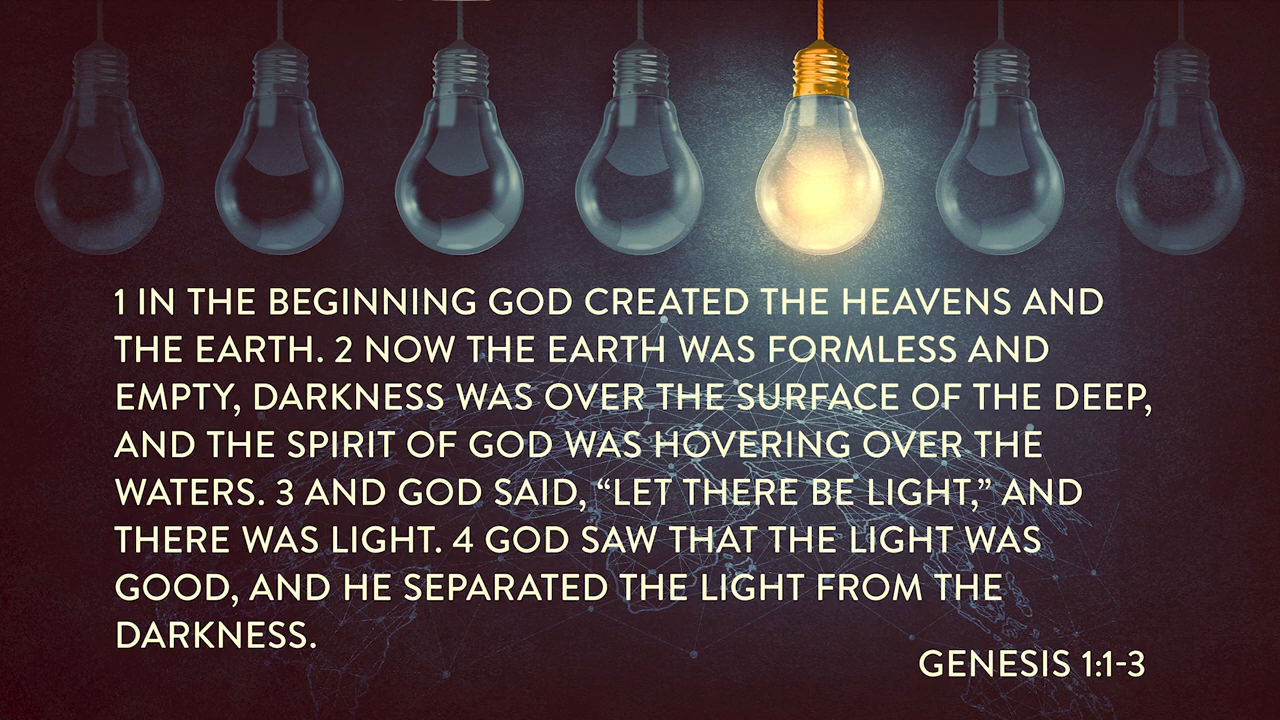 1 IN THE BEGINNING GOD CREATED THE HEAVENS AND
THE EARTH. 2 NOW THE EARTH WAS FORMLESS AND
EMPTY, DARKNESS WAS OVER THE SURFACE OF THE DEEP,
AND THE SPIRIT OF GOD WAS HOVERING OVER THE
WATERS. 3 AND GOD SAID, “LET THERE BE LIGHT,” AND
THERE WAS LIGHT. 4 GOD SAW THAT THE LIGHT WAS
GOOD, AND HE SEPARATED THE LIGHT FROM THE
DARKNESS.
GENESIS 1:1-3